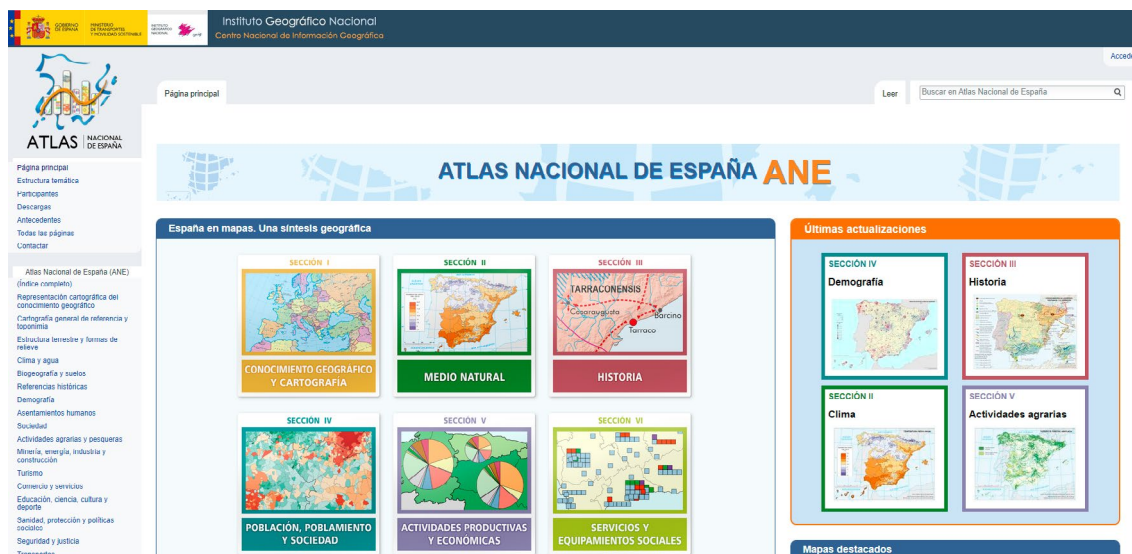 GOBIERNO
DE ESPAÑA
MINISTERIO
DE TRANSPORTES
Y MOVILIDAD SOSTENIBLE
INSTITUTO
GEOGRÁFICO
NACIONAL
Instituto Geográfico Nacional
Centro Nacional de Información Geográfica
Accede
Página principal
Leer
Buscar en Atlas Nacional de España
ATLAS NACIONAL
DE ESPAÑA
ATLAS NACIONAL DE ESPAÑA ANE
Página principal
Estructura temática
Participantes
Descargas
Antecedentes
Todas las páginas
Contactar
Atlas Nacional de España (ANE)
(Índice completo)
Representación cartográfica del
conocimiento geográfico
Cartografía general de referencia y
toponimia
Estructura terrestre y formas de
relieve
Clima y agua
Biogeografía y suelos
Referencias históricas
Demografía
Asentamientos humanos
Sociedad
Actividades agrarias y pesqueras
Minería, energía, industria y
construcción
Turismo
Comercio y servicios
Educación, ciencia, cultura y
deporte
Sanidad, protección y políticas
sociales
Seguridad y justicia
Transportes
España en mapas. Una síntesis geográfica
SECCIÓN I
CONOCIMIENTO GEOGRÁFICO
Y CARTOGRAFÍA
SECCIÓN II
MEDIO NATURAL
SECCIÓN III
TARRACONENSIS
Caesaraugusta
Barcino
Tarraco
HISTORIA
SECCIÓN IV
POBLACIÓN, POBLAMIENTO
Y SOCIEDAD
SECCIÓN V
ACTIVIDADES PRODUCTIVAS
Y ECONÓMICAS
SECCIÓN VI
SERVICIOS Y
EQUIPAMIENTOS SOCIALES
Últimas actualizaciones
SECCIÓN IV
Demografía
SECCIÓN III
Historia
SECCIÓN II
Clima
SECCIÓN V
Actividades agrarias
Mapas destacados